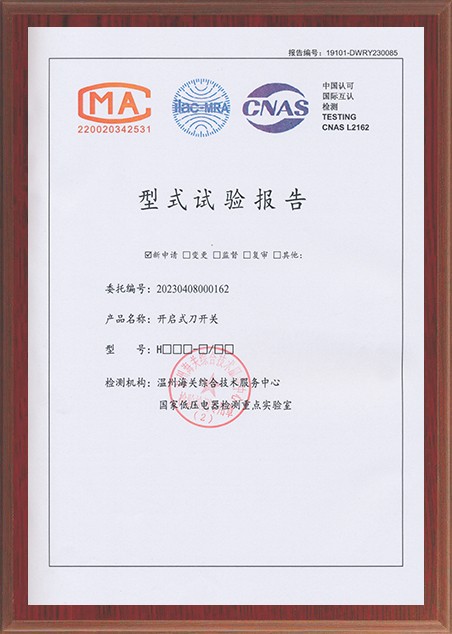 报告编号：19101-DWRY230085
MA
220020342531
ilac-MRA
CNAS
中国认可
国际互认
检测
TESTING
CNAS L2162
型式试验报告
☑新申请 □变更 □监督 □复审 □其他：
委托编号：20230408000162
产品名称：开启式刀开关
型 号：H□□□-□/□□
检测机构：温州海关综合技术服务中心
国家低压电器检测重点实验室
（2）